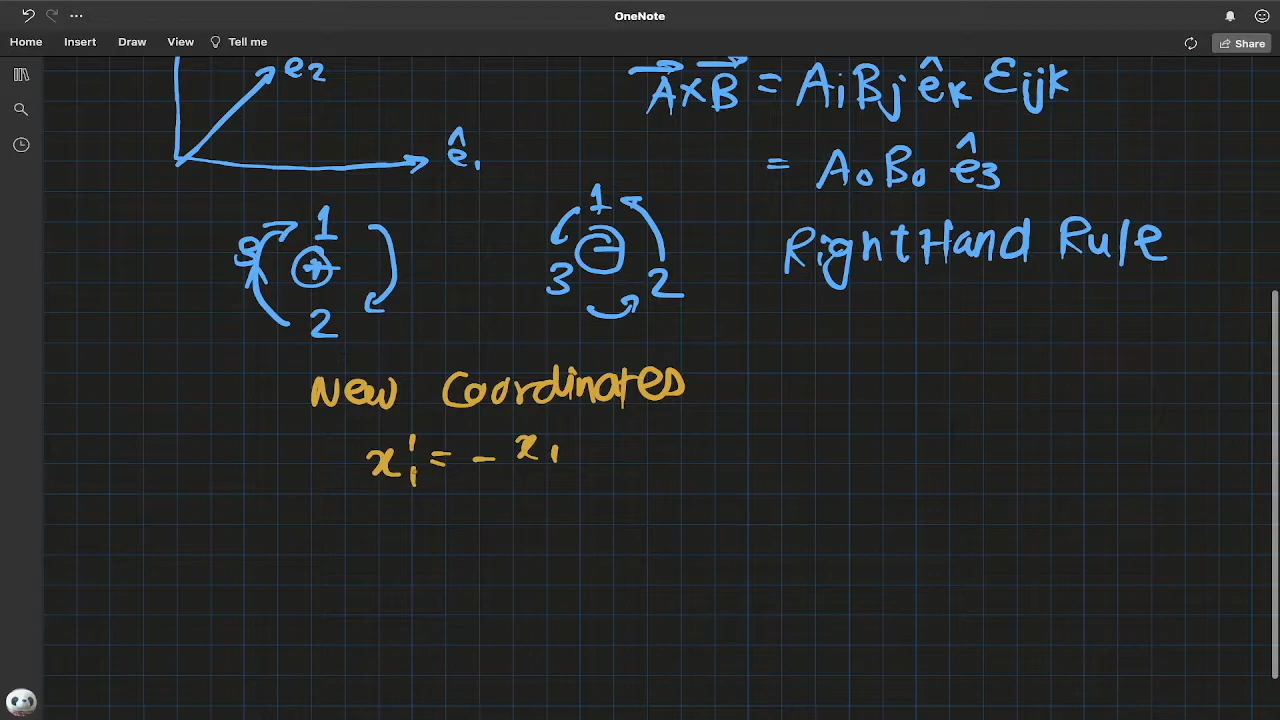 OneNote
Home Insert Draw View Tell me Share
e2
ê1
A⃗×B⃗ = AiBj êk εijk
= A0B0 ê3
1
3
+
2
1
−
3 2
Right Hand Rule
New Coordinates
x'1 = - x1